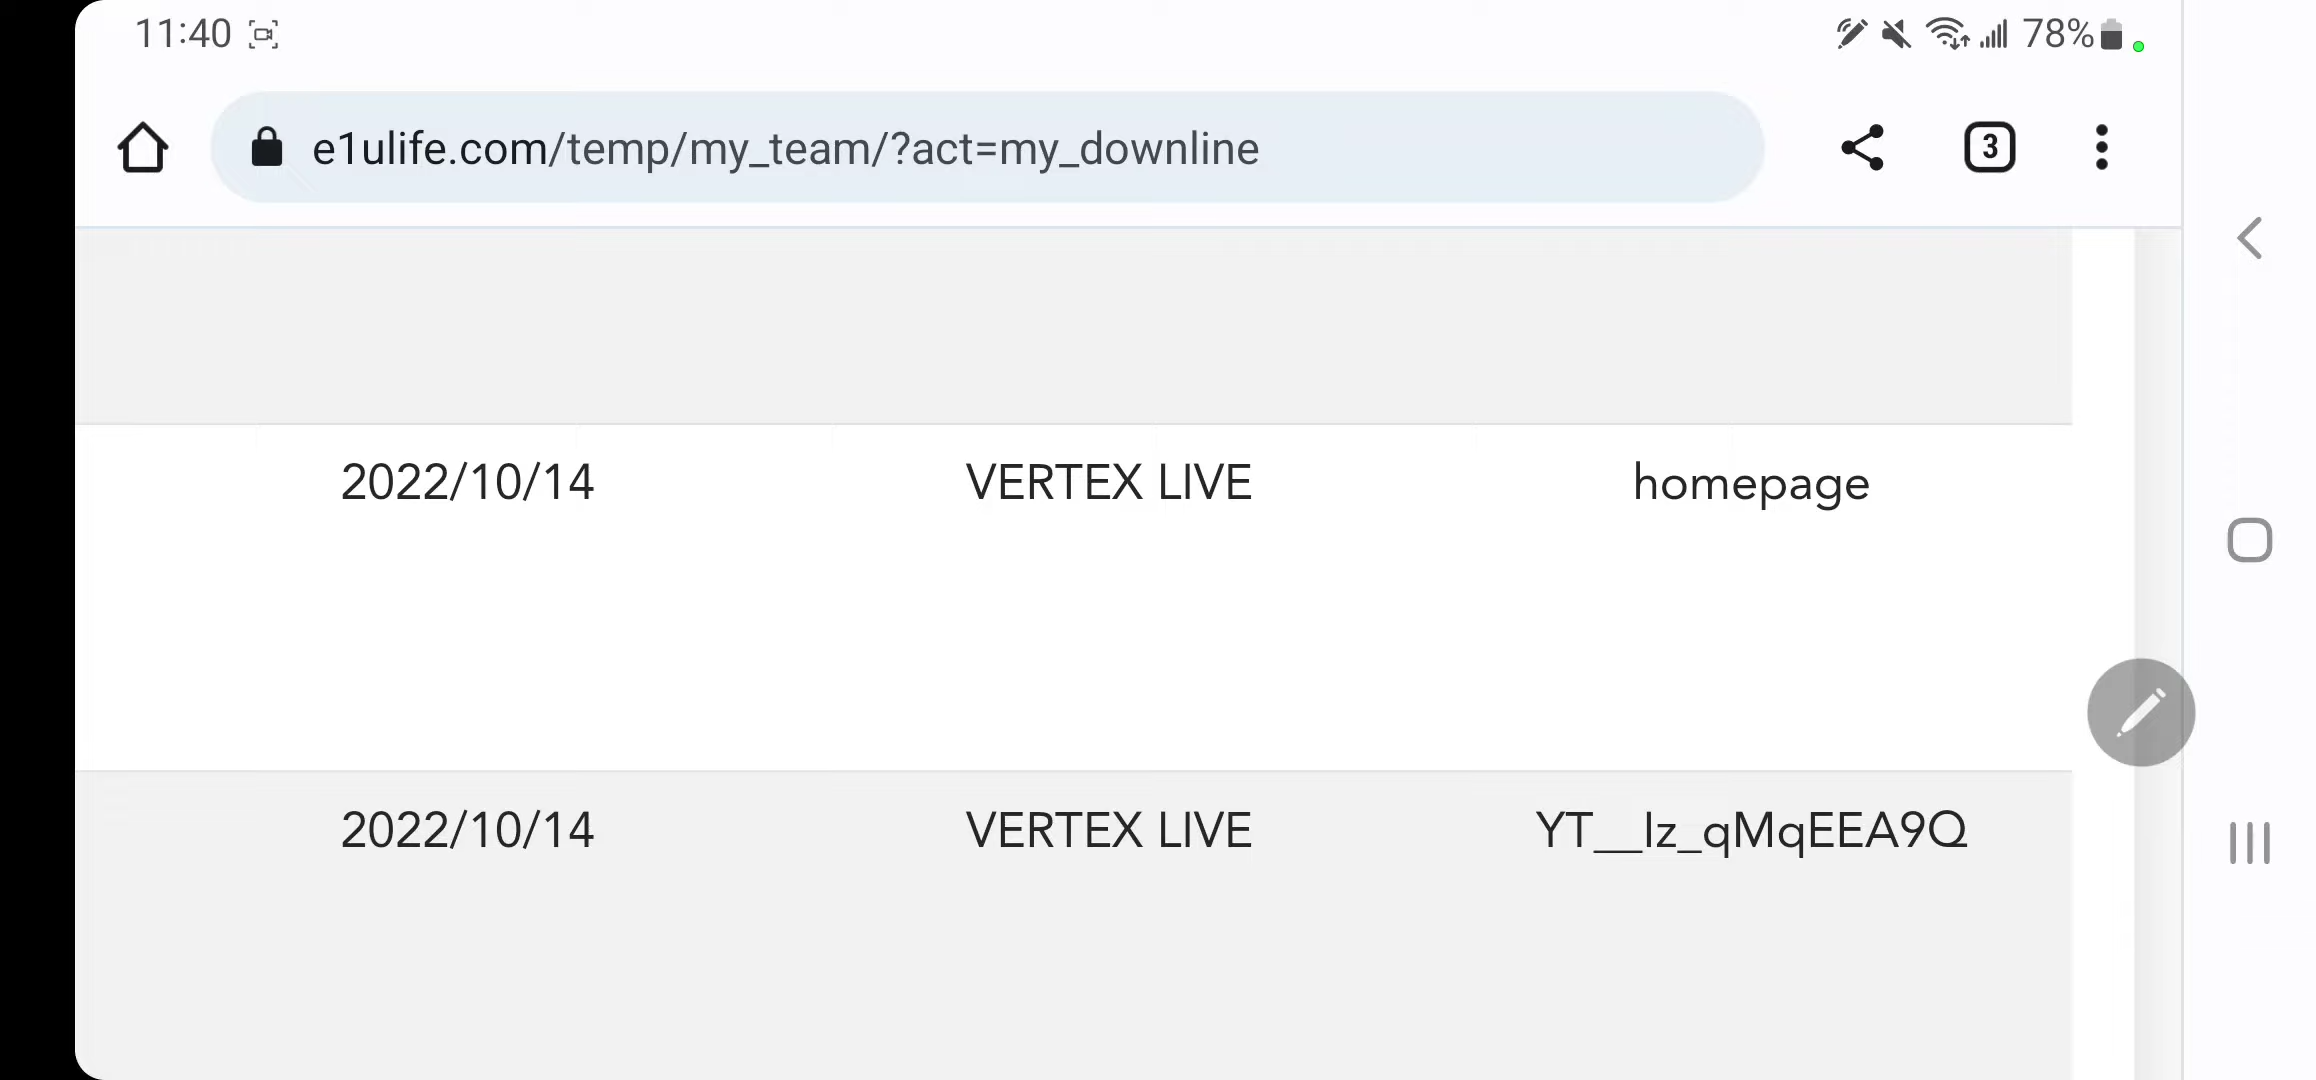 11:40
78%
e1ulife.com/temp/my_team/?act=my_downline
3
2022/10/14 VERTEX LIVE homepage
2022/10/14 VERTEX LIVE YT__Iz_qMqEEA9Q